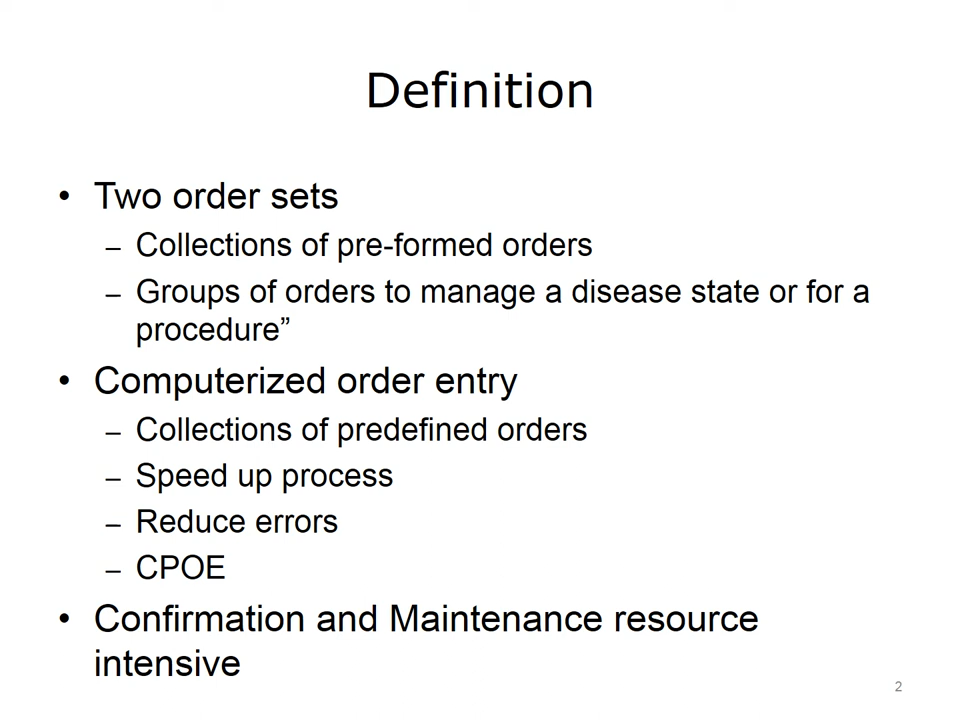 Definition
• Two order sets
– Collections of pre-formed orders
– Groups of orders to manage a disease state or for a
procedure”
• Computerized order entry
– Collections of predefined orders
– Speed up process
– Reduce errors
– CPOE
• Confirmation and Maintenance resource
intensive
2